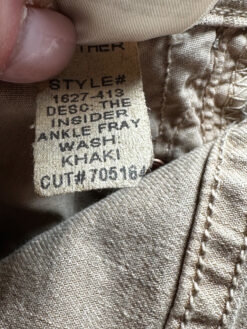 STYLE#
1627-413
DESC: THE
INSIDER
ANKLE FRAY
WASH:
KHAKI
CUT# 70516